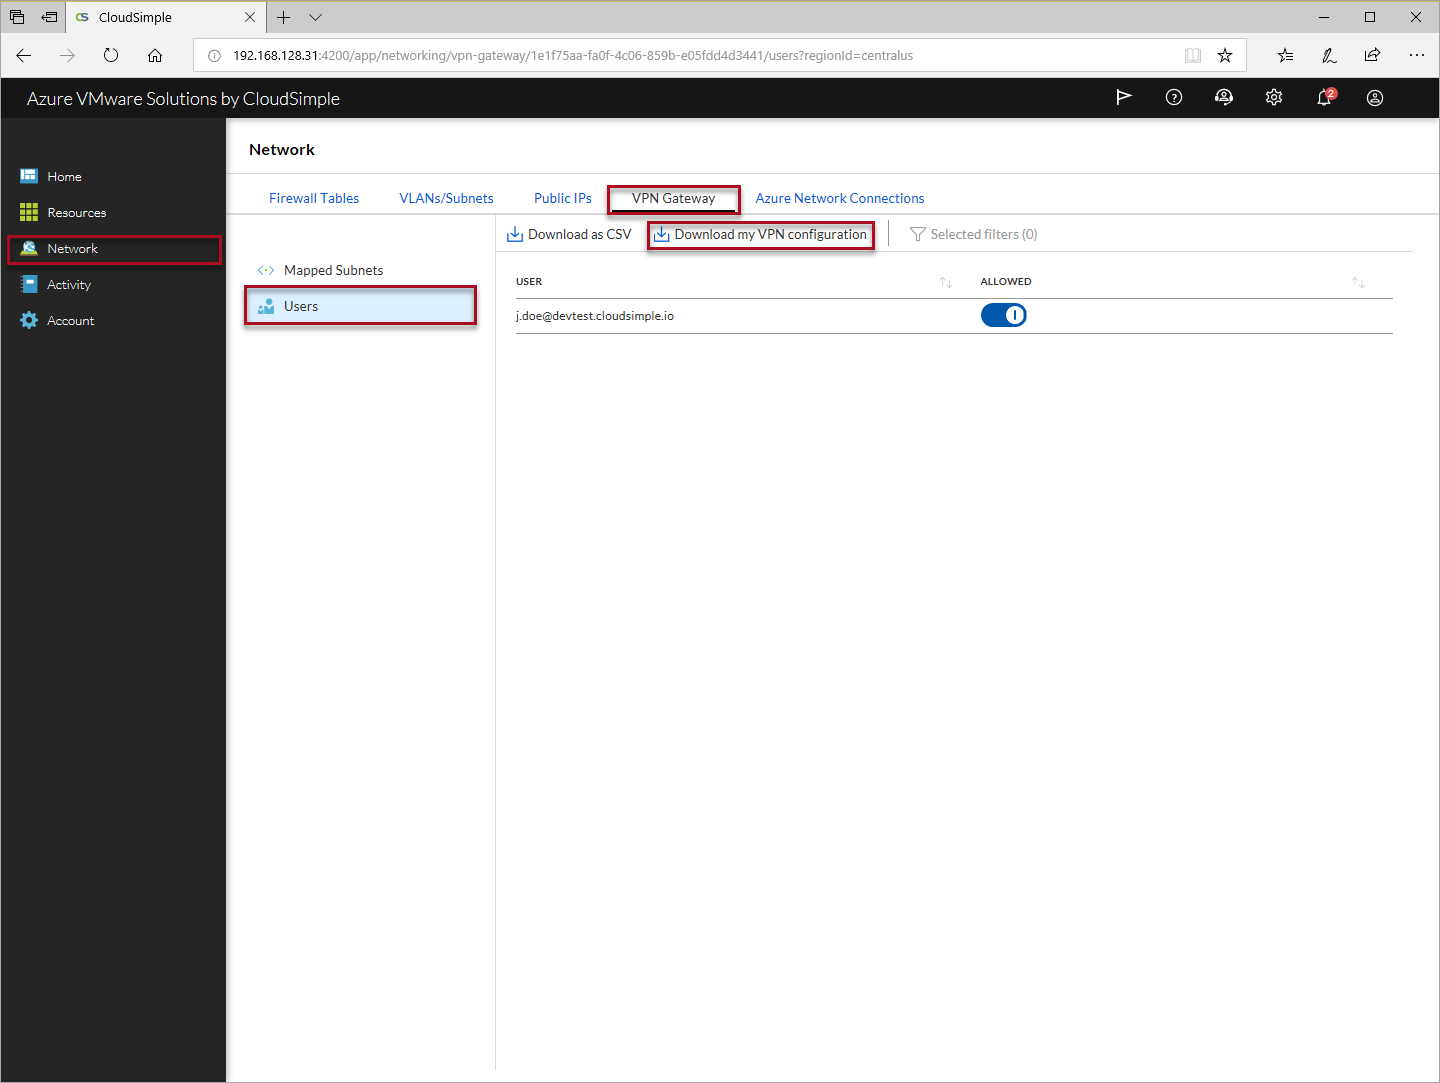 CS CloudSimple
192.168.128.31:4200/app/networking/vpn-gateway/1e1f75aa-fa0f-4c06-859b-e05fdd4d3441/users?regionId=centralus
Azure VMware Solutions by CloudSimple
2
Home
Resources
Network
Activity
Account
Network
Firewall Tables VLANs/Subnets Public IPs VPN Gateway Azure Network Connections
Mapped Subnets
Users
Download as CSV Download my VPN configuration Selected filters (0)
USER ALLOWED
j.doe@devtest.cloudsimple.io